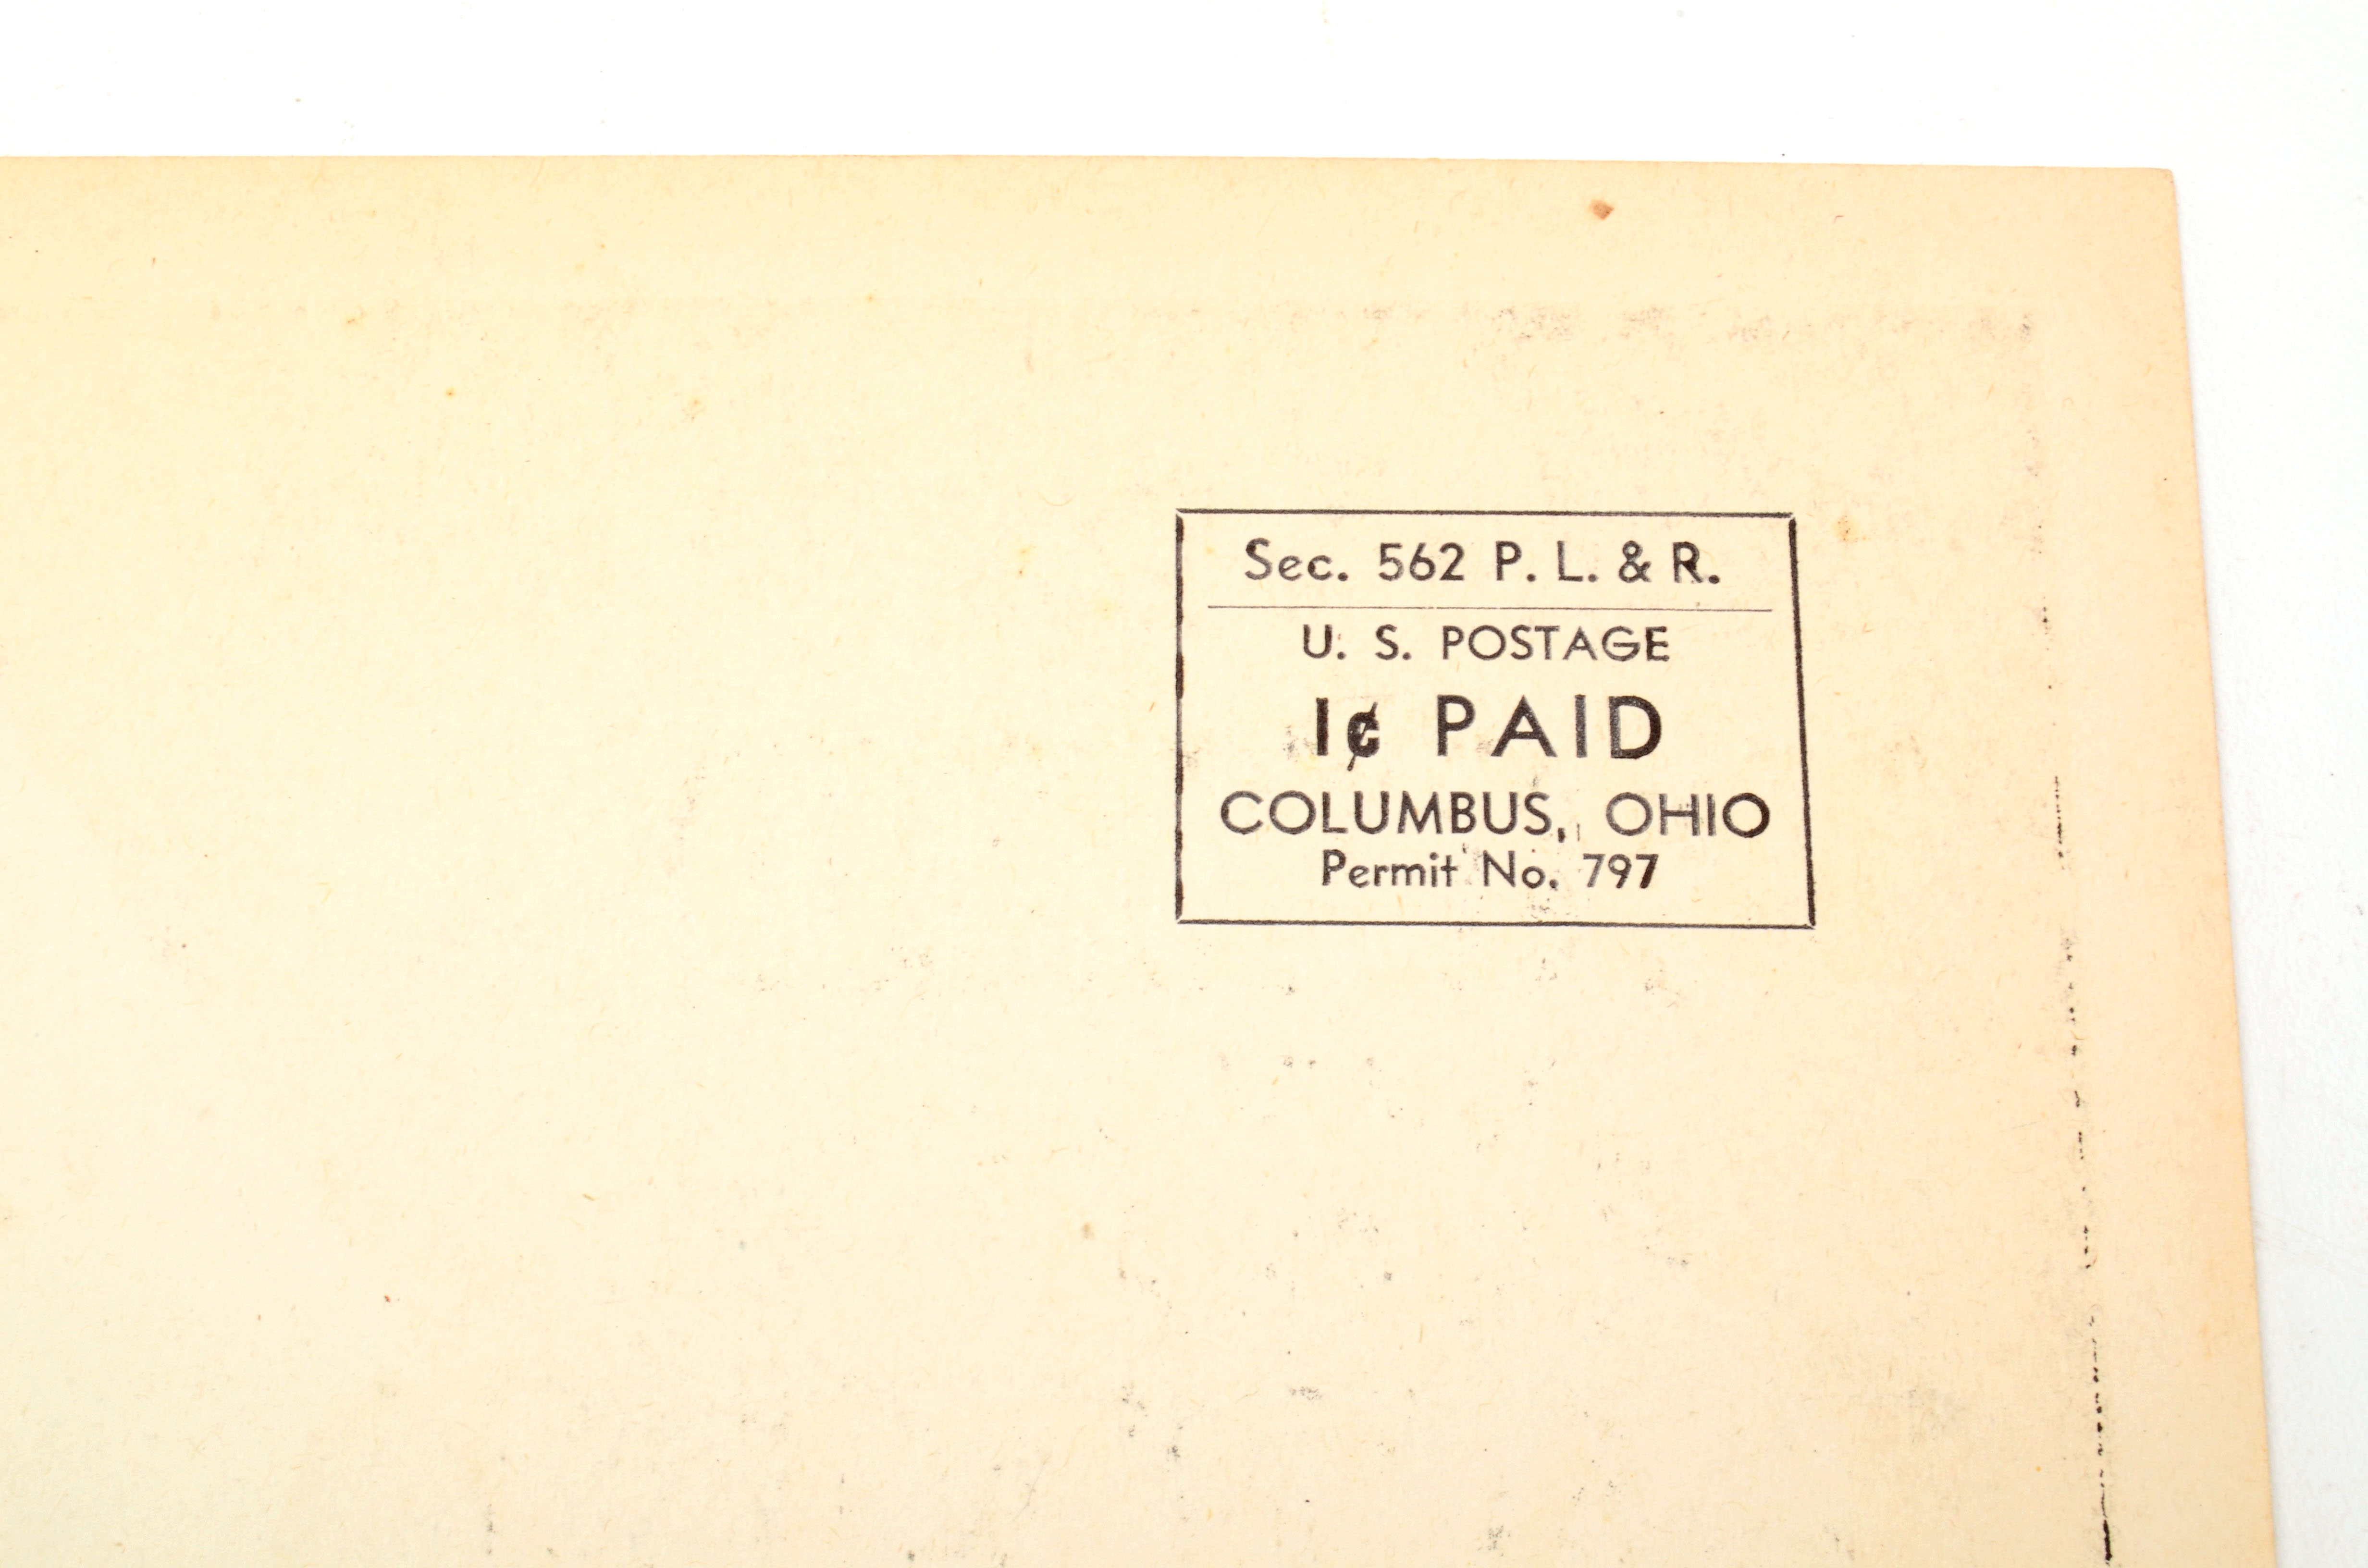 Sec. 562 P. L. & R.
U. S. POSTAGE
1¢ PAID
COLUMBUS, OHIO
Permit No. 797